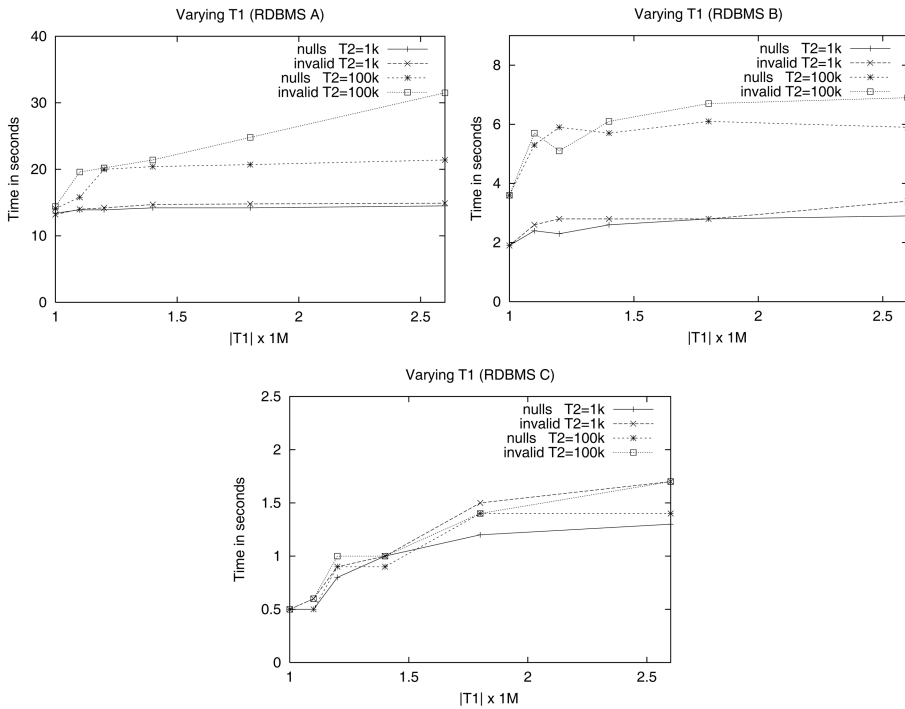 Varying T1 (RDBMS A)
40
30
20
10
0
Time in seconds
nulls T2=1k
invalid T2=1k
nulls T2=100k
invalid T2=100k
1 1.5 2 2.5
|T1| x 1M
Varying T1 (RDBMS B)
8
6
4
2
0
Time in seconds
nulls T2=1k
invalid T2=1k
nulls T2=100k
invalid T2=100k
1 1.5 2 2.5
|T1| x 1M
Varying T1 (RDBMS C)
2.5
2
1.5
1
0.5
0
Time in seconds
nulls T2=1k
invalid T2=1k
nulls T2=100k
invalid T2=100k
1 1.5 2 2.5
|T1| x 1M